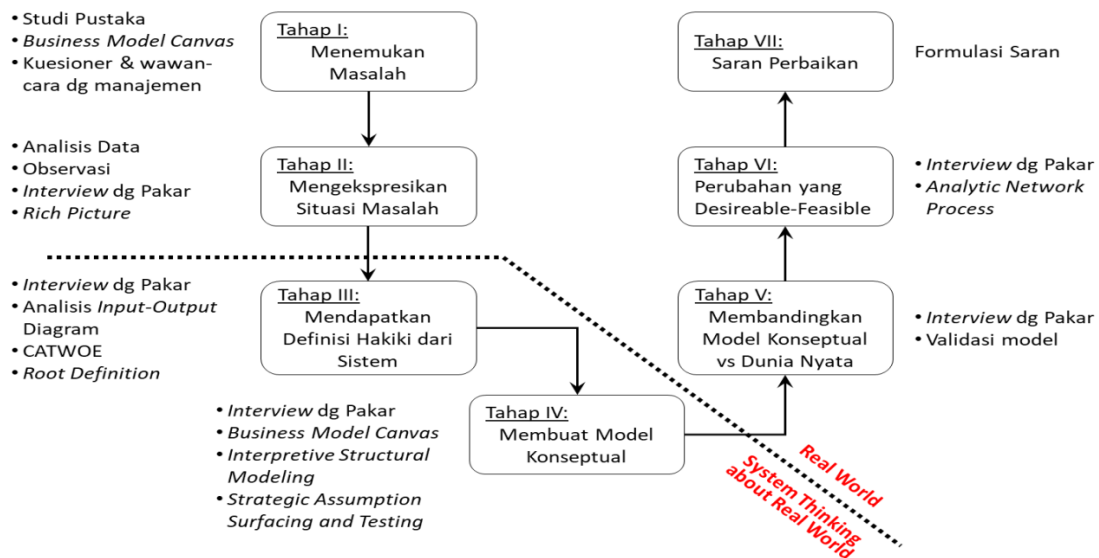 • Studi Pustaka
• Business Model Canvas
• Kuesioner & wawan-
cara dg manajemen
Tahap I:
Menemukan
Masalah
• Analisis Data
• Observasi
• Interview dg Pakar
• Rich Picture
Tahap II:
Mengekspresikan
Situasi Masalah
• Interview dg Pakar
• Analisis Input-Output
Diagram
• CATWOE
• Root Definition
Tahap III:
Mendapatkan
Definisi Hakiki dari
Sistem
• Interview dg Pakar
• Business Model Canvas
• Interpretive Structural
Modeling
• Strategic Assumption
Surfacing and Testing
Tahap IV:
Membuat Model
Konseptual
Tahap V:
Membandingkan
Model Konseptual
vs Dunia Nyata
• Interview dg Pakar
• Validasi model
Tahap VI:
Perubahan yang
Desireable-Feasible
• Interview dg Pakar
• Analytic Network
Process
Tahap VII:
Saran Perbaikan
Formulasi Saran
Real World
System Thinking
about Real World